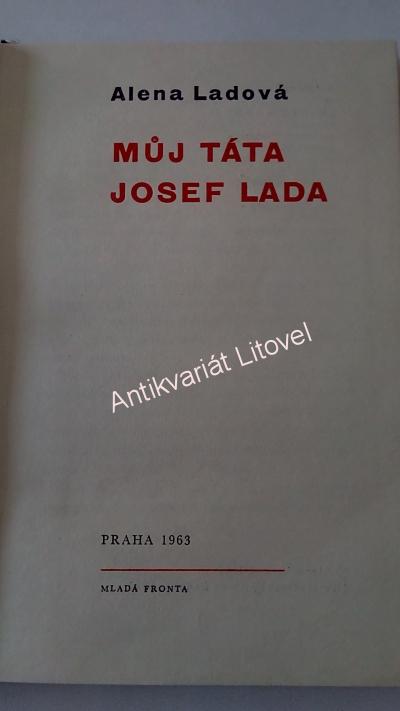 Alena Ladová
MŮJ TÁTA
JOSEF LADA
Antikvariát Litovel
PRAHA 1963
MLADÁ FRONTA